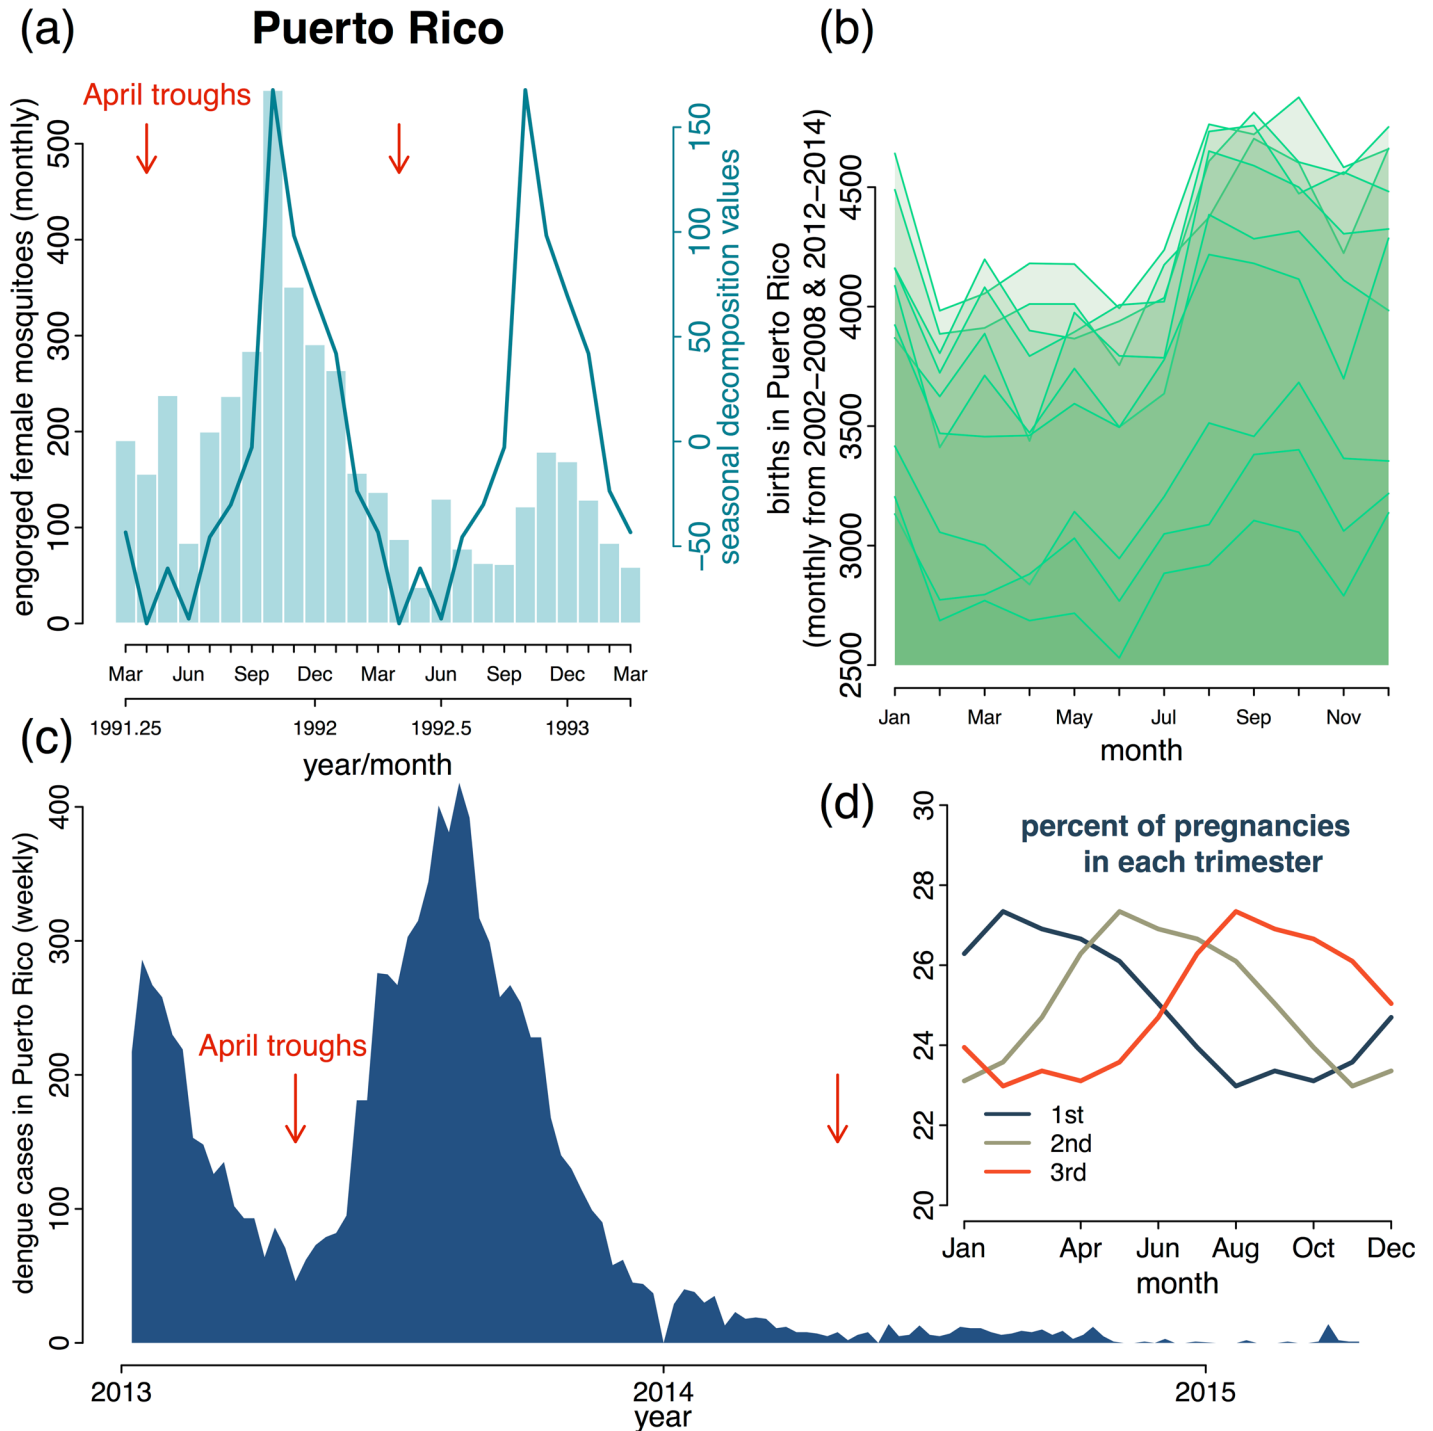 (a)
Puerto Rico
April troughs
engorged female mosquitoes (monthly)
0
100
200
300
400
500
seasonal decomposition values
−50
0
50
100
150
Mar Jun Sep Dec Mar Jun Sep Dec Mar
1991.25 1992 1992.5 1993
year/month
(b)
births in Puerto Rico
(monthly from 2002−2008 & 2012−2014)
2500
3000
3500
4000
4500
Jan Mar May Jul Sep Nov
month
(c)
dengue cases in Puerto Rico (weekly)
0
100
200
300
400
April troughs
2013 2014 2015
year
(d)
percent of pregnancies
in each trimester
20
22
24
26
28
30
1st
2nd
3rd
Jan Apr Jun Aug Oct Dec
month